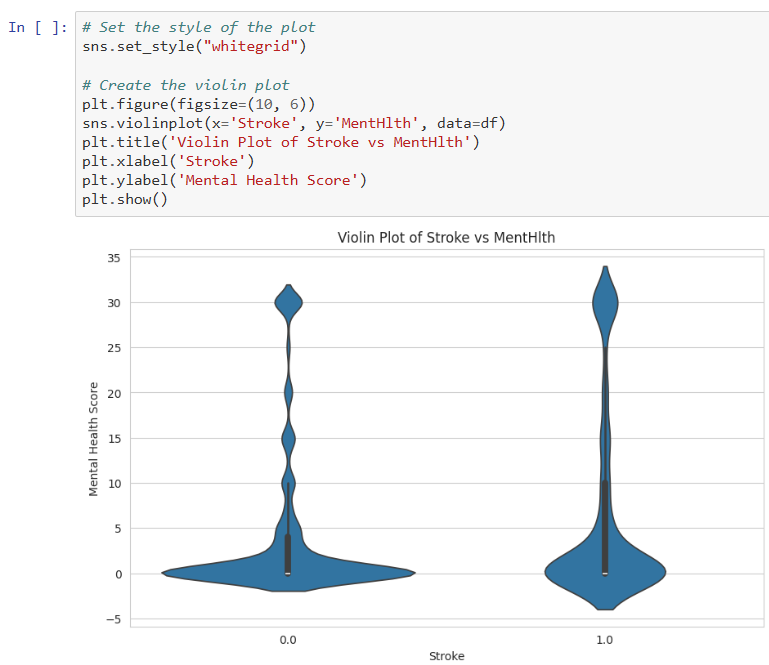 In [ ]: # Set the style of the plot
sns.set_style("whitegrid")
# Create the violin plot
plt.figure(figsize=(10, 6))
sns.violinplot(x='Stroke', y='MentHlth', data=df)
plt.title('Violin Plot of Stroke vs MentHlth')
plt.xlabel('Stroke')
plt.ylabel('Mental Health Score')
plt.show()
Violin Plot of Stroke vs MentHlth
35
30
25
20
15
10
5
0
−5
Mental Health Score
0.0 1.0
Stroke